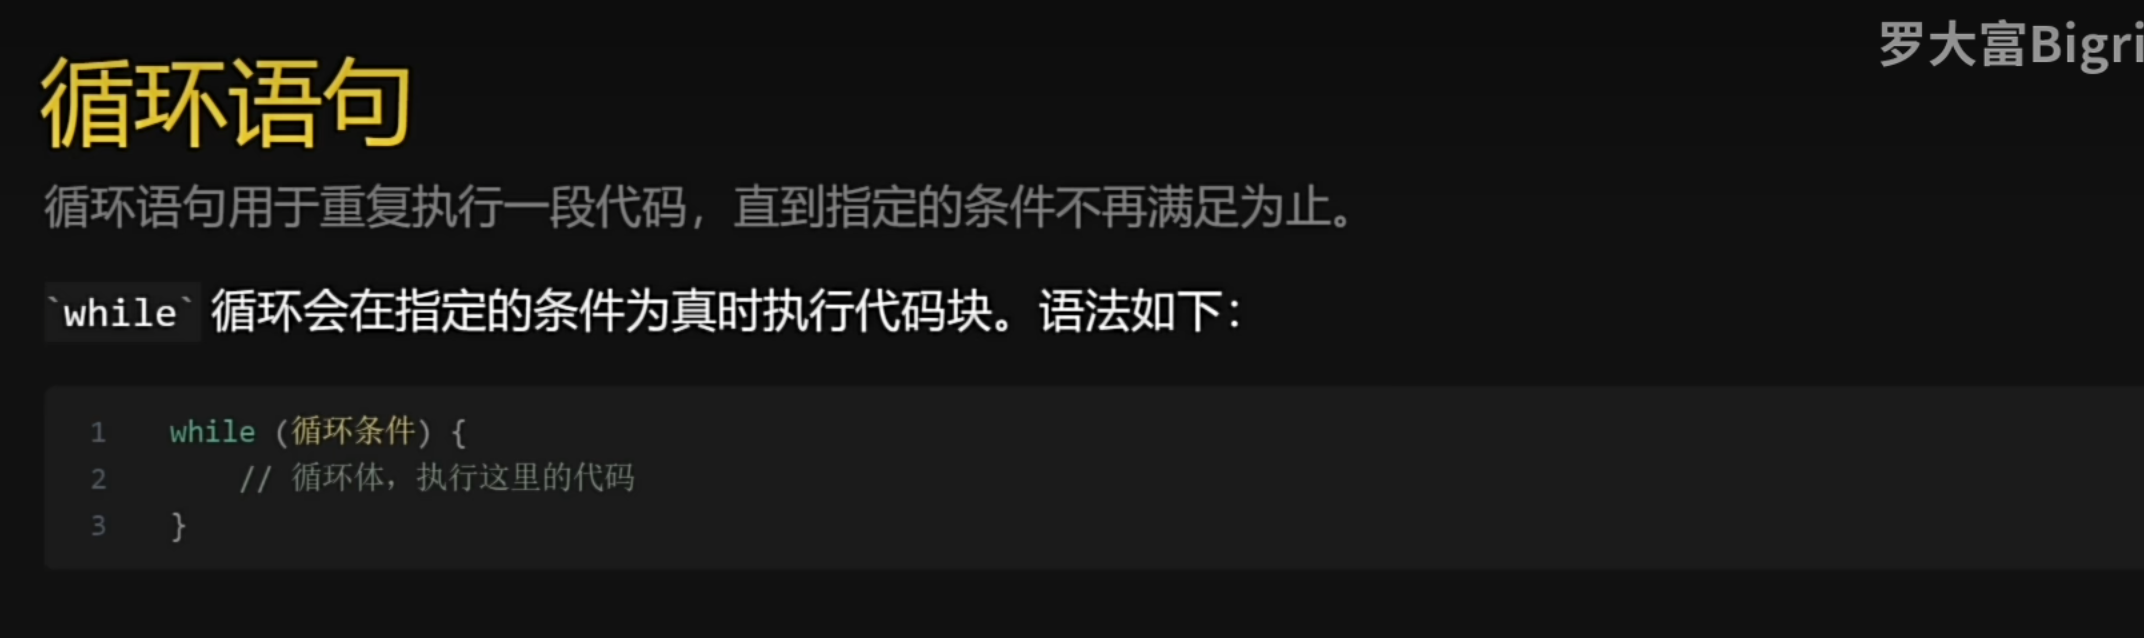 罗大富Bigri
循环语句
循环语句用于重复执行一段代码，直到指定的条件不再满足为止。
`while` 循环会在指定的条件为真时执行代码块。语法如下：
1 while (循环条件) {
2 // 循环体，执行这里的代码
3 }